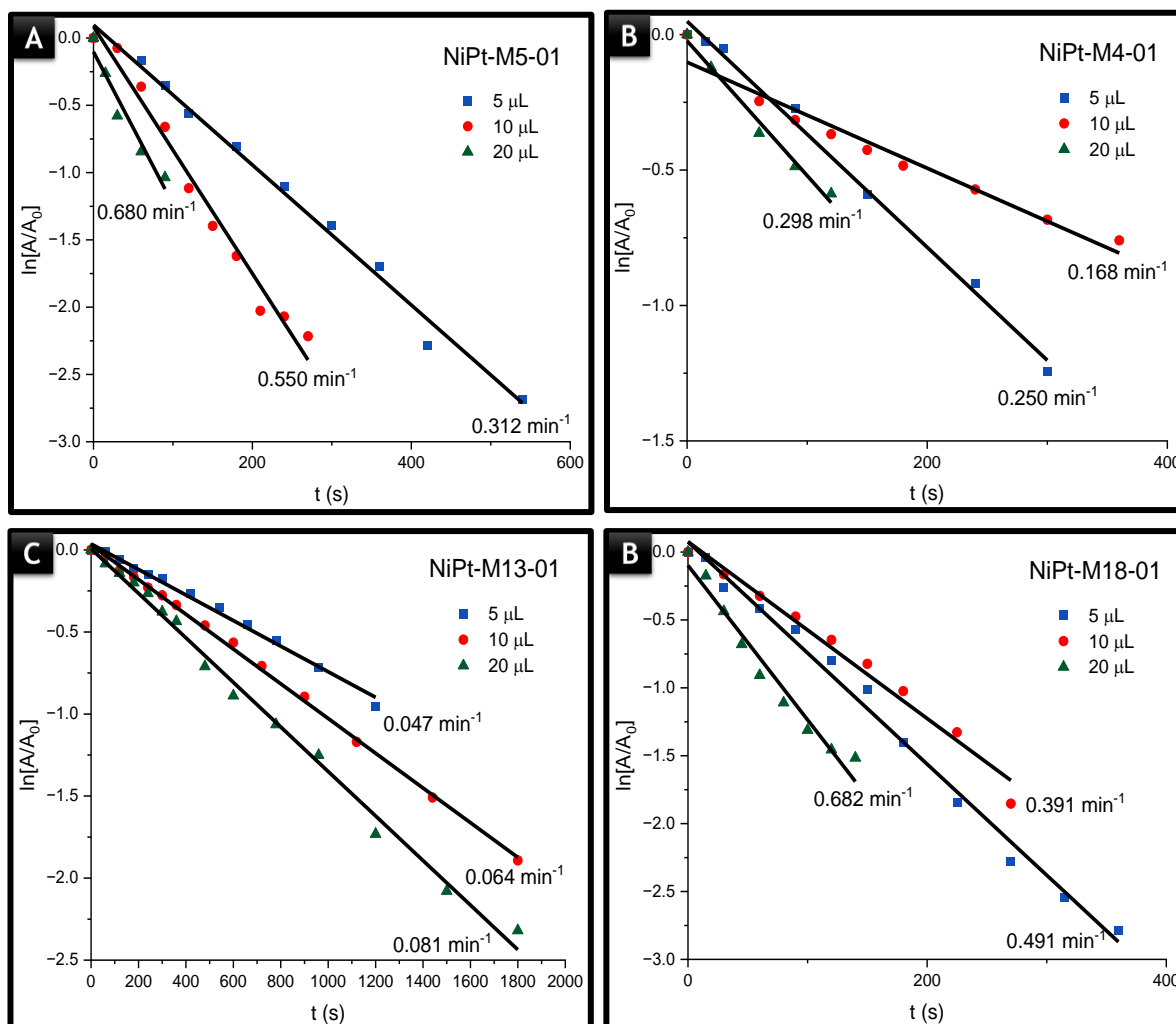 A
NiPt-M5-01
5 μL
10 μL
20 μL
0.680 min⁻¹
0.550 min⁻¹
0.312 min⁻¹
0.0
−0.5
−1.0
−1.5
−2.0
−2.5
−3.0
ln[A/A₀]
0 200 400 600
t (s)
B
NiPt-M4-01
5 μL
10 μL
20 μL
0.298 min⁻¹
0.168 min⁻¹
0.250 min⁻¹
0.0
−0.5
−1.0
−1.5
ln[A/A₀]
0 200 400
t (s)
C
NiPt-M13-01
5 μL
10 μL
20 μL
0.047 min⁻¹
0.064 min⁻¹
0.081 min⁻¹
0.0
−0.5
−1.0
−1.5
−2.0
−2.5
ln[A/A₀]
0 200 400 600 800 1000 1200 1400 1600 1800 2000
t (s)
B
NiPt-M18-01
5 μL
10 μL
20 μL
0.682 min⁻¹
0.391 min⁻¹
0.491 min⁻¹
0.0
−0.5
−1.0
−1.5
−2.0
−2.5
−3.0
ln[A/A₀]
0 200 400
t (s)